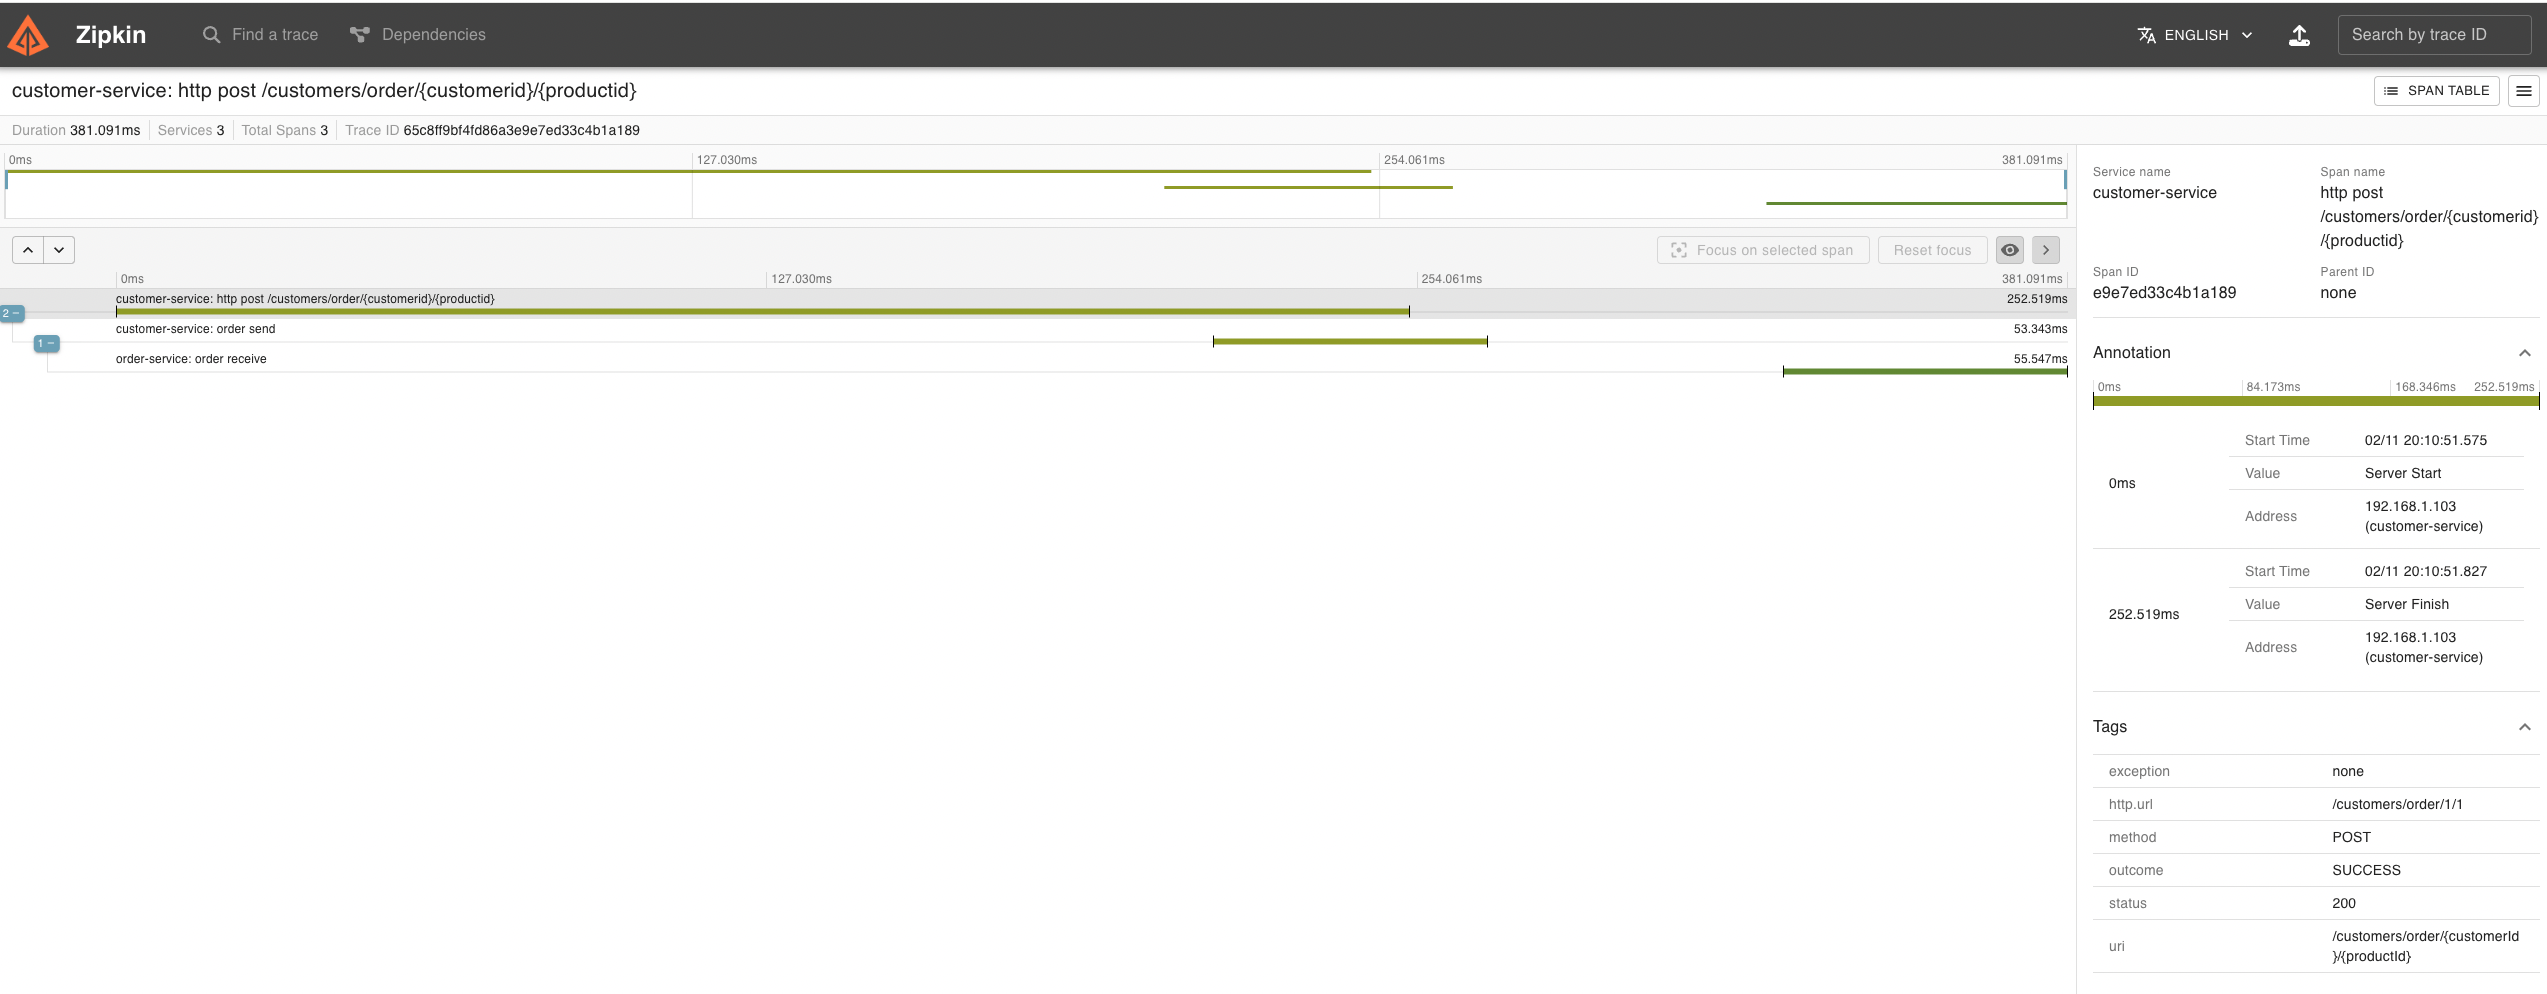 Zipkin
Find a trace
Dependencies
ENGLISH
Search by trace ID
customer-service: http post /customers/order/{customerid}/{productid}
SPAN TABLE
Duration 381.091ms Services 3 Total Spans 3 Trace ID 65c8ff9bf4fd86a3e9e7ed33c4b1a189
0ms 127.030ms 254.061ms 381.091ms
Focus on selected span
Reset focus
0ms 127.030ms 254.061ms 381.091ms
customer-service: http post /customers/order/{customerid}/{productid} 252.519ms
2 −
customer-service: order send 53.343ms
1 −
order-service: order receive 55.547ms
Service name
customer-service
Span name
http post
/customers/order/{customerid}
/{productid}
Span ID
e9e7ed33c4b1a189
Parent ID
none
Annotation
0ms 84.173ms 168.346ms 252.519ms
0ms
Start Time 02/11 20:10:51.575
Value Server Start
Address 192.168.1.103
(customer-service)
252.519ms
Start Time 02/11 20:10:51.827
Value Server Finish
Address 192.168.1.103
(customer-service)
Tags
exception none
http.url /customers/order/1/1
method POST
outcome SUCCESS
status 200
uri /customers/order/{customerId
}/{productId}